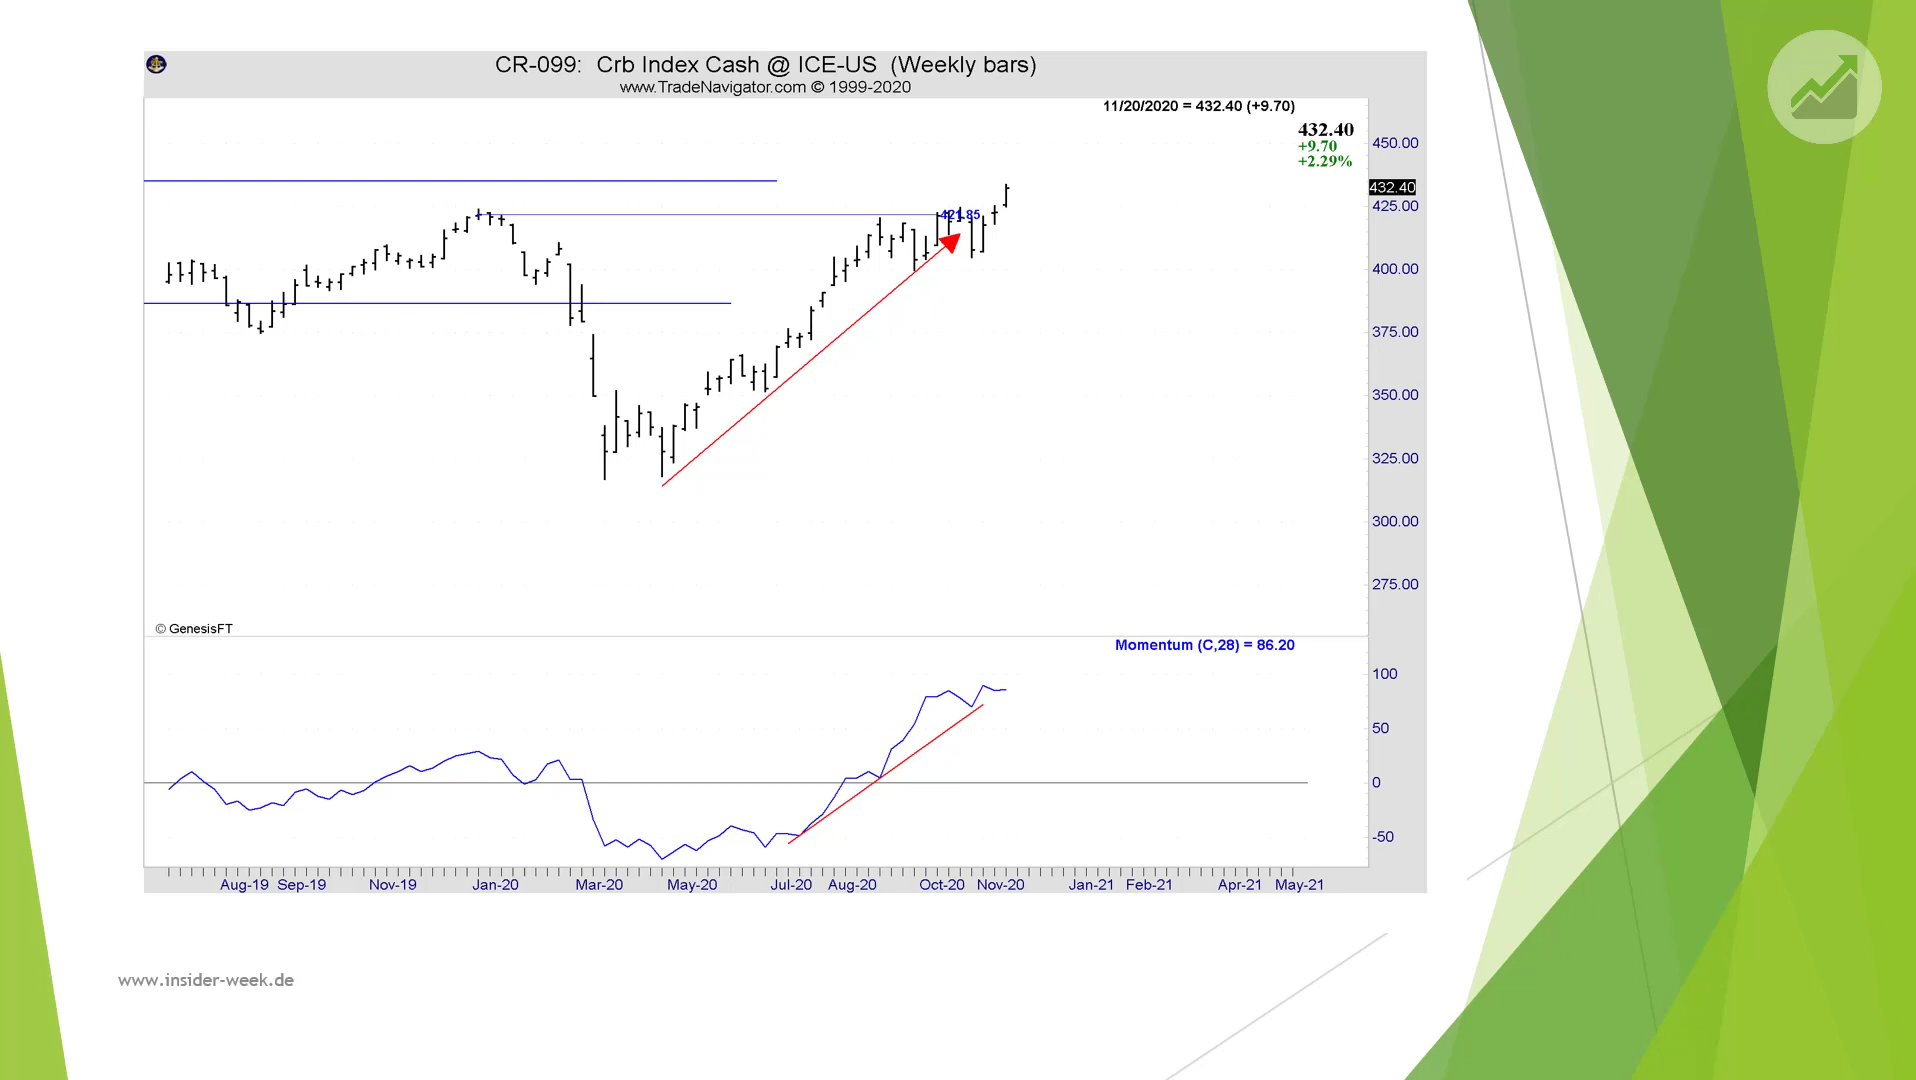 CR-099: Crb Index Cash @ ICE-US (Weekly bars)
www.TradeNavigator.com © 1999-2020
11/20/2020 = 432.40 (+9.70)
432.40
+9.70
+2.29%
450.00
432.40
425.00
421.85
400.00
375.00
350.00
325.00
300.00
275.00
© GenesisFT
Momentum (C,28) = 86.20
100
50
0
-50
Aug-19 Sep-19 Nov-19 Jan-20 Mar-20 May-20 Jul-20 Aug-20 Oct-20 Nov-20 Jan-21 Feb-21 Apr-21 May-21
www.insider-week.de